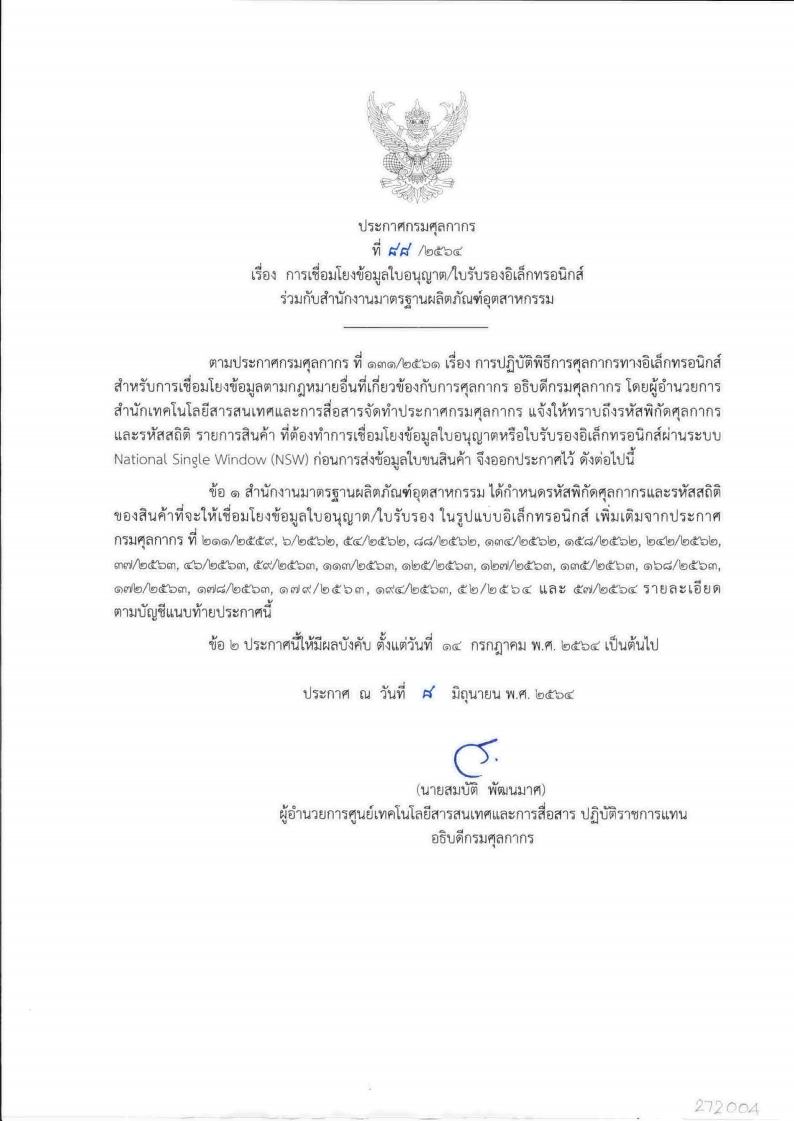 ประกาศกรมศุลกากร
ที่ ๘๘ /๒๕๖๔
เรื่อง การเชื่อมโยงข้อมูลใบอนุญาต/ใบรับรองอิเล็กทรอนิกส์
ร่วมกับสำนักงานมาตรฐานผลิตภัณฑ์อุตสาหกรรม
ตามประกาศกรมศุลกากร ที่ ๑๓๑/๒๕๖๑ เรื่อง การปฏิบัติพิธีการศุลกากรทางอิเล็กทรอนิกส์
สำหรับการเชื่อมโยงข้อมูลตามกฎหมายอื่นที่เกี่ยวข้องกับการศุลกากร อธิบดีกรมศุลกากร โดยผู้อำนวยการ
สำนักเทคโนโลยีสารสนเทศและการสื่อสารจัดทำประกาศกรมศุลกากร แจ้งให้ทราบถึงรหัสพิกัดศุลกากร
และรหัสสถิติ รายการสินค้า ที่ต้องทำการเชื่อมโยงข้อมูลใบอนุญาตหรือใบรับรองอิเล็กทรอนิกส์ผ่านระบบ
National Single Window (NSW) ก่อนการส่งข้อมูลใบขนสินค้า จึงออกประกาศไว้ ดังต่อไปนี้
ข้อ ๑ สำนักงานมาตรฐานผลิตภัณฑ์อุตสาหกรรม ได้กำหนดรหัสพิกัดศุลกากรและรหัสสถิติ
ของสินค้าที่จะให้เชื่อมโยงข้อมูลใบอนุญาต/ใบรับรอง ในรูปแบบอิเล็กทรอนิกส์ เพิ่มเติมจากประกาศ
กรมศุลกากร ที่ ๒๑๑/๒๕๕๙, ๖/๒๕๖๒, ๕๔/๒๕๖๒, ๘๘/๒๕๖๒, ๑๓๔/๒๕๖๒, ๑๕๘/๒๕๖๒, ๒๔๒/๒๕๖๒,
๓๗/๒๕๖๓, ๔๖/๒๕๖๓, ๕๙/๒๕๖๓, ๑๑๓/๒๕๖๓, ๑๒๕/๒๕๖๓, ๑๒๗/๒๕๖๓, ๑๓๕/๒๕๖๓, ๑๖๘/๒๕๖๓,
๑๗๒/๒๕๖๓, ๑๗๘/๒๕๖๓, ๑๗๙/๒๕๖๓, ๑๙๔/๒๕๖๓, ๕๒/๒๕๖๔ และ ๕๗/๒๕๖๔ รายละเอียด
ตามบัญชีแนบท้ายประกาศนี้
ข้อ ๒ ประกาศนี้ให้มีผลบังคับ ตั้งแต่วันที่ ๑๔ กรกฎาคม พ.ศ. ๒๕๖๔ เป็นต้นไป
ประกาศ ณ วันที่ ๘ มิถุนายน พ.ศ. ๒๕๖๔
(นายสมบัติ พัฒนมาศ)
ผู้อำนวยการศูนย์เทคโนโลยีสารสนเทศและการสื่อสาร ปฏิบัติราชการแทน
อธิบดีกรมศุลกากร
272004